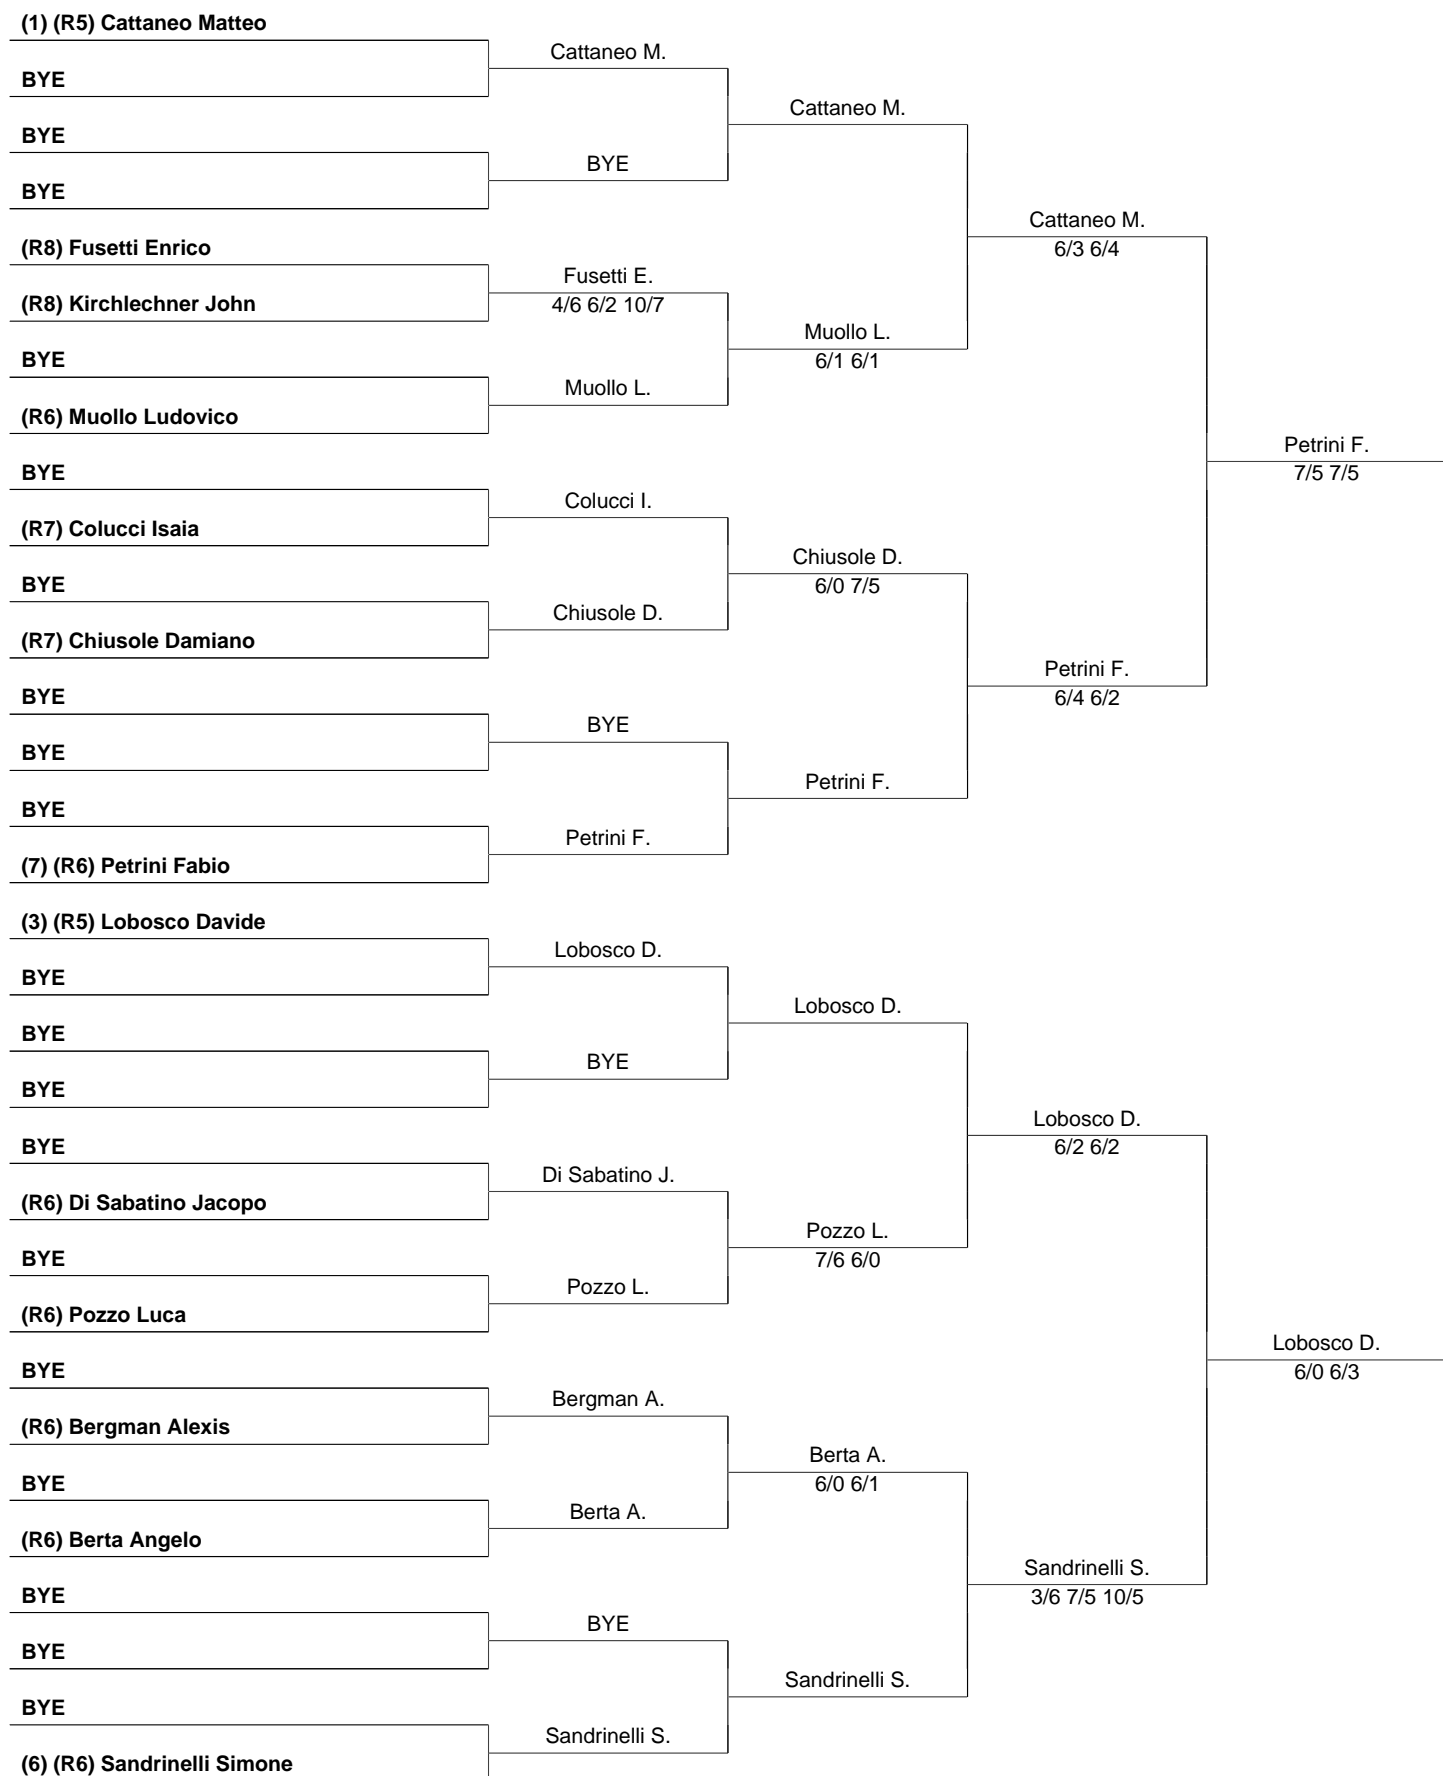 (1) (R5) Cattaneo Matteo
BYE
BYE
BYE
(R8) Fusetti Enrico
(R8) Kirchlechner John
BYE
(R6) Muollo Ludovico
BYE
(R7) Colucci Isaia
BYE
(R7) Chiusole Damiano
BYE
BYE
BYE
(7) (R6) Petrini Fabio
(3) (R5) Lobosco Davide
BYE
BYE
BYE
BYE
(R6) Di Sabatino Jacopo
BYE
(R6) Pozzo Luca
BYE
(R6) Bergman Alexis
BYE
(R6) Berta Angelo
BYE
BYE
BYE
(6) (R6) Sandrinelli Simone
Cattaneo M.
BYE
Fusetti E.
4/6 6/2 10/7
Muollo L.
Colucci I.
Chiusole D.
BYE
Petrini F.
Lobosco D.
BYE
Di Sabatino J.
Pozzo L.
Bergman A.
Berta A.
BYE
Sandrinelli S.
Cattaneo M.
Muollo L.
6/1 6/1
Chiusole D.
6/0 7/5
Petrini F.
Lobosco D.
Pozzo L.
7/6 6/0
Berta A.
6/0 6/1
Sandrinelli S.
Cattaneo M.
6/3 6/4
Petrini F.
6/4 6/2
Lobosco D.
6/2 6/2
Sandrinelli S.
3/6 7/5 10/5
Petrini F.
7/5 7/5
Lobosco D.
6/0 6/3